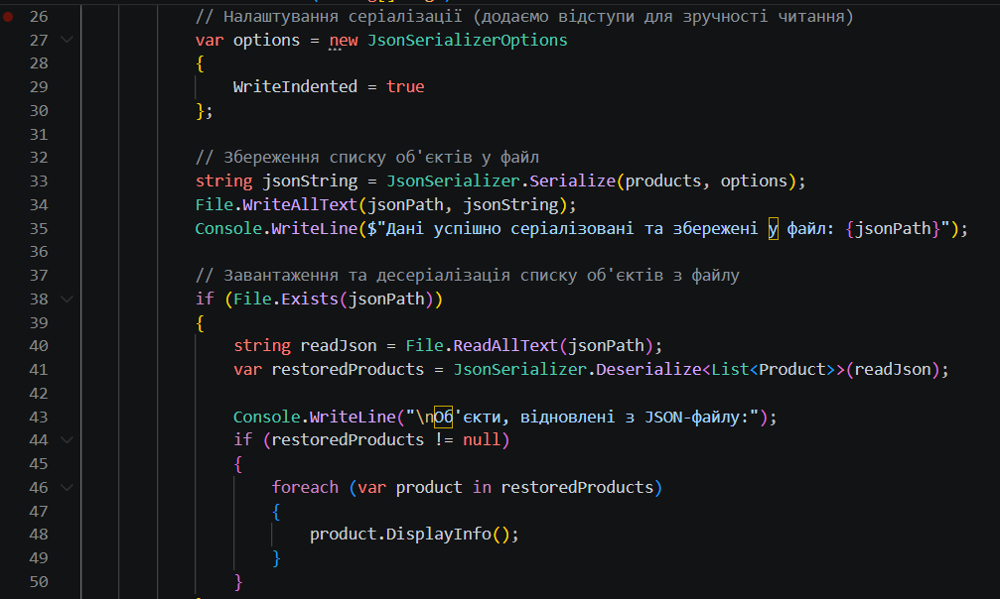 26 // Налаштування серіалізації (додаємо відступи для зручності читання)
27 var options = new JsonSerializerOptions
28 {
29 WriteIndented = true
30 };
31
32 // Збереження списку об'єктів у файл
33 string jsonString = JsonSerializer.Serialize(products, options);
34 File.WriteAllText(jsonPath, jsonString);
35 Console.WriteLine($"Дані успішно серіалізовані та збережені у файл: {jsonPath}");
36
37 // Завантаження та десеріалізація списку об'єктів з файлу
38 if (File.Exists(jsonPath))
39 {
40 string readJson = File.ReadAllText(jsonPath);
41 var restoredProducts = JsonSerializer.Deserialize<List<Product>>(readJson);
42
43 Console.WriteLine("\nОб'єкти, відновлені з JSON-файлу:");
44 if (restoredProducts != null)
45 {
46 foreach (var product in restoredProducts)
47 {
48 product.DisplayInfo();
49 }
50 }